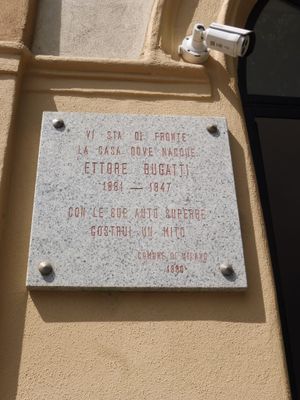 VI STA DI FRONTE
LA CASA DOVE NACQUE
ETTORE BUGATTI
1881 — 1947
CON LE SUE AUTO SUPERBE
COSTRUI UN MITO
COMUNE DI MILANO